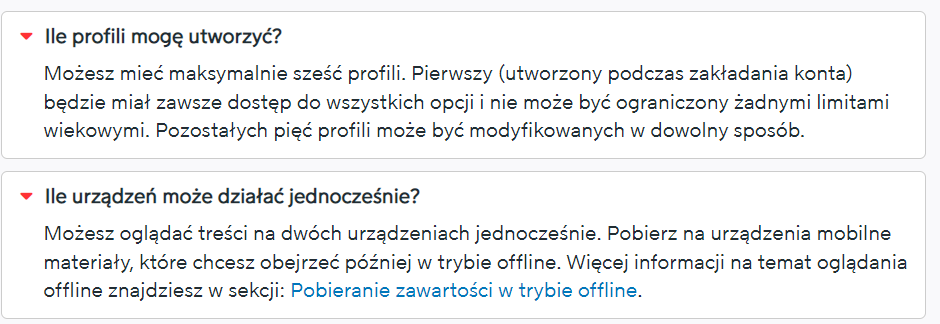 Ile profili mogę utworzyć?
Możesz mieć maksymalnie sześć profili. Pierwszy (utworzony podczas zakładania konta)
będzie miał zawsze dostęp do wszystkich opcji i nie może być ograniczony żadnymi limitami
wiekowymi. Pozostałych pięć profili może być modyfikowanych w dowolny sposób.
Ile urządzeń może działać jednocześnie?
Możesz oglądać treści na dwóch urządzeniach jednocześnie. Pobierz na urządzenia mobilne
materiały, które chcesz obejrzeć później w trybie offline. Więcej informacji na temat oglądania
offline znajdziesz w sekcji: Pobieranie zawartości w trybie offline.